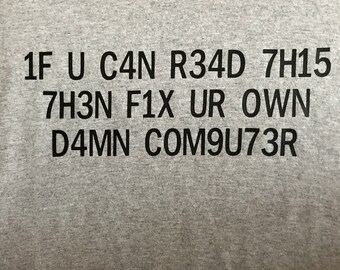 1F U C4N R34D 7H15
7H3N F1X UR OWN
D4MN COM9U73R